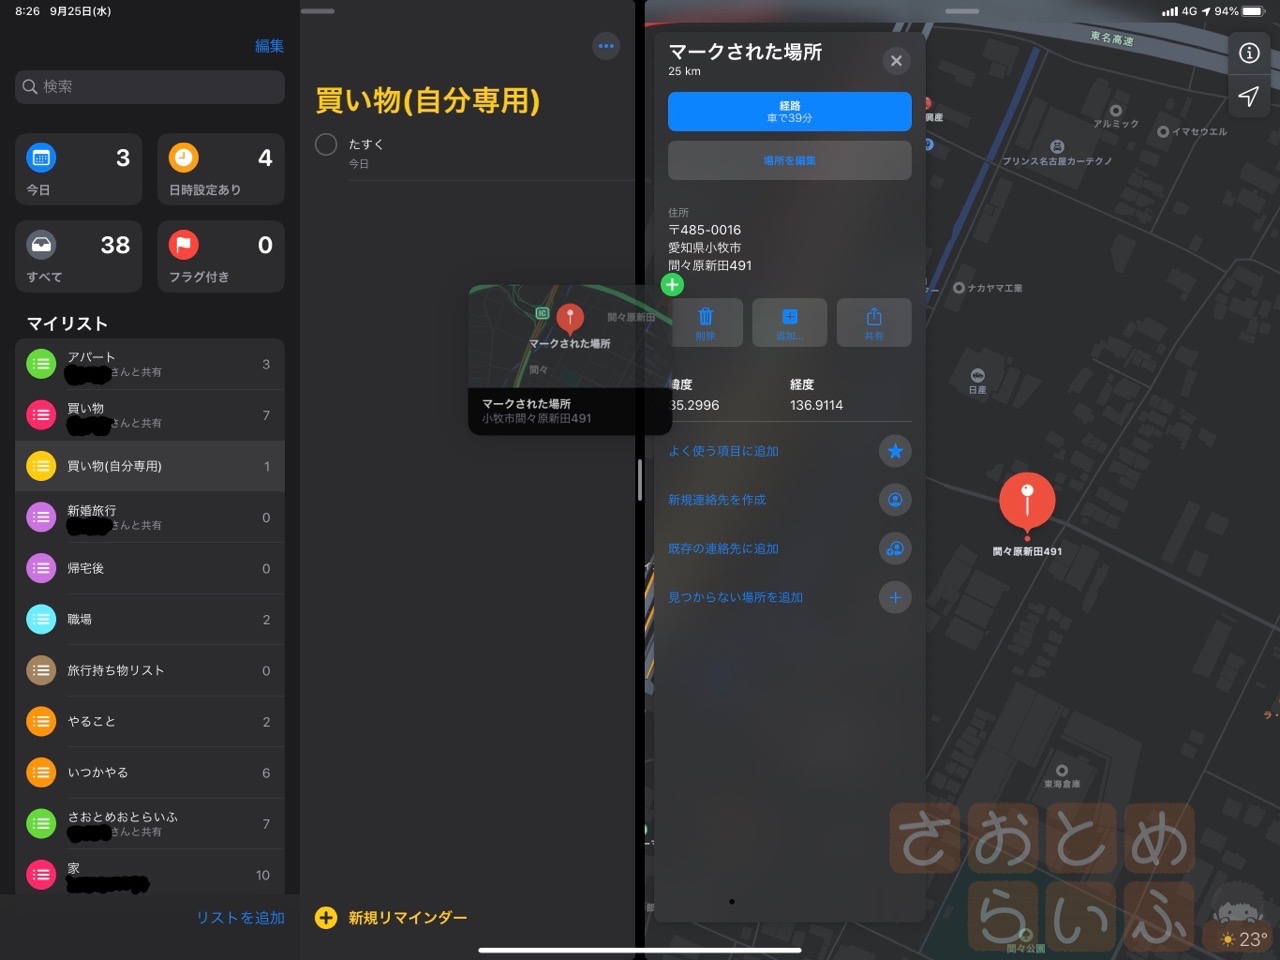 8:26 9月25日(水)
4G 94%
編集
検索
3
今日
4
日時設定あり
38
すべて
0
フラグ付き
マイリスト
アパート
さんと共有
3
買い物
さんと共有
7
買い物(自分専用)
1
新婚旅行
さんと共有
0
帰宅後
0
職場
2
旅行持ち物リスト
0
やること
2
いつかやる
6
さおとめおとらいふ
さんと共有
7
家
10
リストを追加
買い物(自分専用)
たすく
今日
IC
間々原新田
マークされた場所
間々
マークされた場所
小牧市間々原新田491
新規リマインダー
マークされた場所
25 km
経路
車で39分
場所を編集
住所
〒485-0016
愛知県小牧市
間々原新田491
削除
追加...
共有
緯度
経度
35.2996
136.9114
よく使う項目に追加
新規連絡先を作成
既存の連絡先に追加
見つからない場所を追加
東名高速
アルミック
イマセウエル
プリンス名古屋カーテクノ
ナカヤマ工業
日産
間々原新田491
東海倉庫
間々公園
さおとめ
らいふ
23°